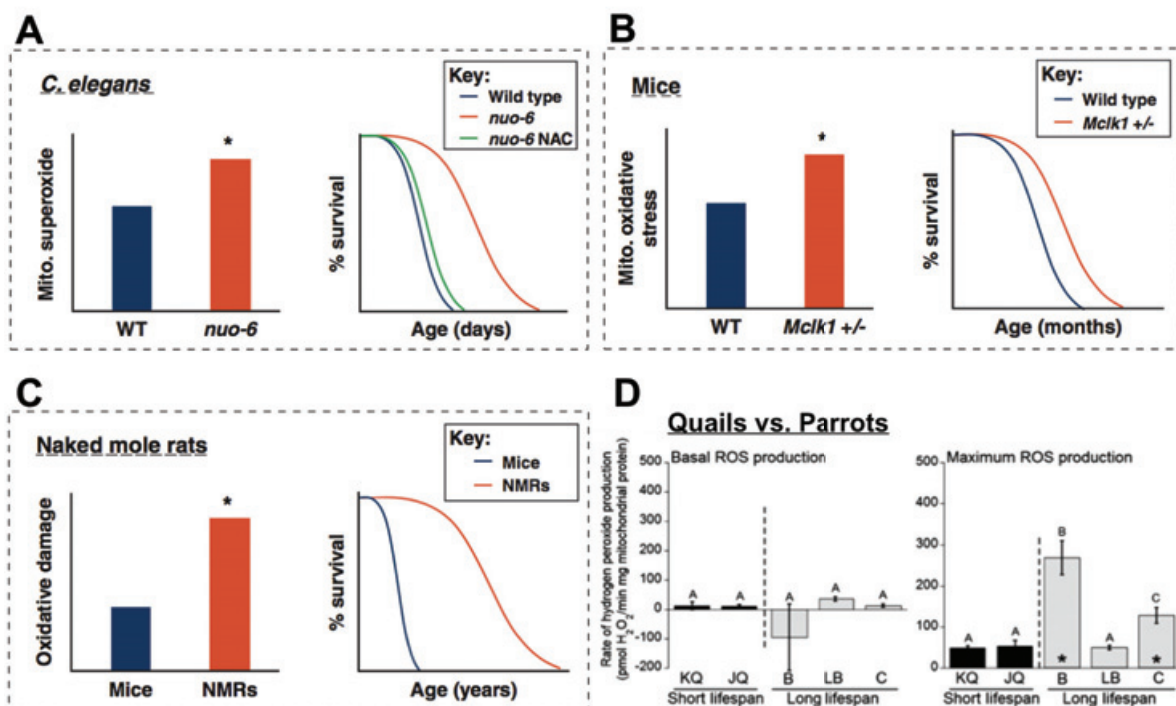 A
C. elegans
Key:
Wild type
nuo-6
nuo-6 NAC
Mito. superoxide
*
WT
nuo-6
% survival
Age (days)
B
Mice
Key:
Wild type
Mclk1 +/-
Mito. oxidative
stress
*
WT
Mclk1 +/-
% survival
Age (months)
C
Naked mole rats
Key:
Mice
NMRs
Oxidative damage
*
Mice
NMRs
% survival
Age (years)
D
Quails vs. Parrots
Rate of hydrogen peroxide production
(pmol H2O2/min mg mitochondrial protein)
Basal ROS production
500
400
300
200
100
0
-100
-200
A A A A A
KQ JQ B LB C
Short lifespan Long lifespan
Maximum ROS production
500
400
300
200
100
0
A A B A C
* *
KQ JQ B LB C
Short lifespan Long lifespan